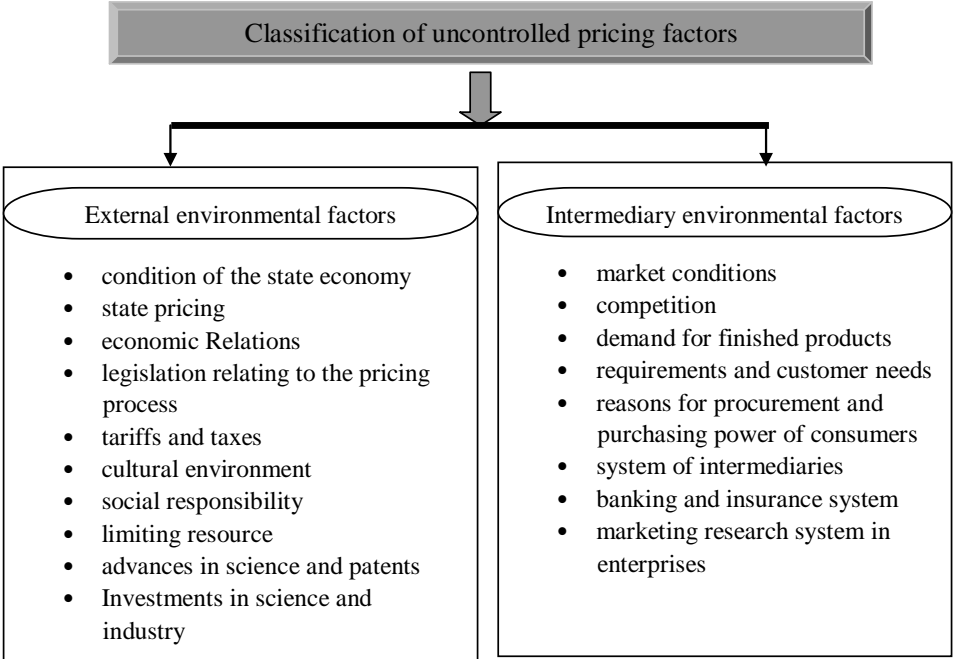 Classification of uncontrolled pricing factors
External environmental factors
• condition of the state economy
• state pricing
• economic Relations
• legislation relating to the pricing
process
• tariffs and taxes
• cultural environment
• social responsibility
• limiting resource
• advances in science and patents
• Investments in science and
industry
Intermediary environmental factors
• market conditions
• competition
• demand for finished products
• requirements and customer needs
• reasons for procurement and
purchasing power of consumers
• system of intermediaries
• banking and insurance system
• marketing research system in
enterprises